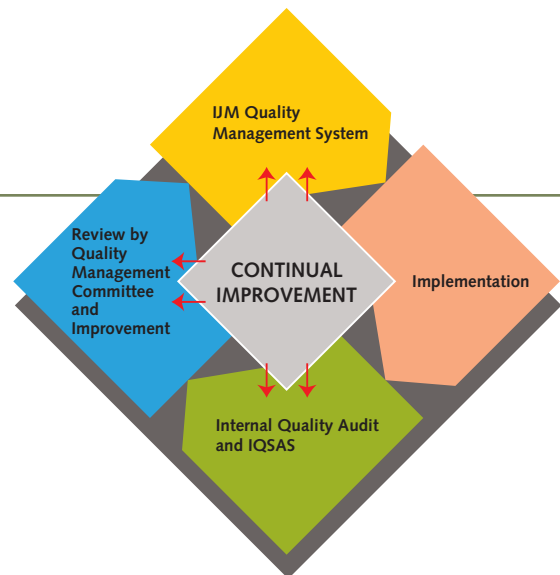 IJM Quality
Management System
Review by
Quality
Management
Committee
and
Improvement
CONTINUAL
IMPROVEMENT
Implementation
Internal Quality Audit
and IQSAS